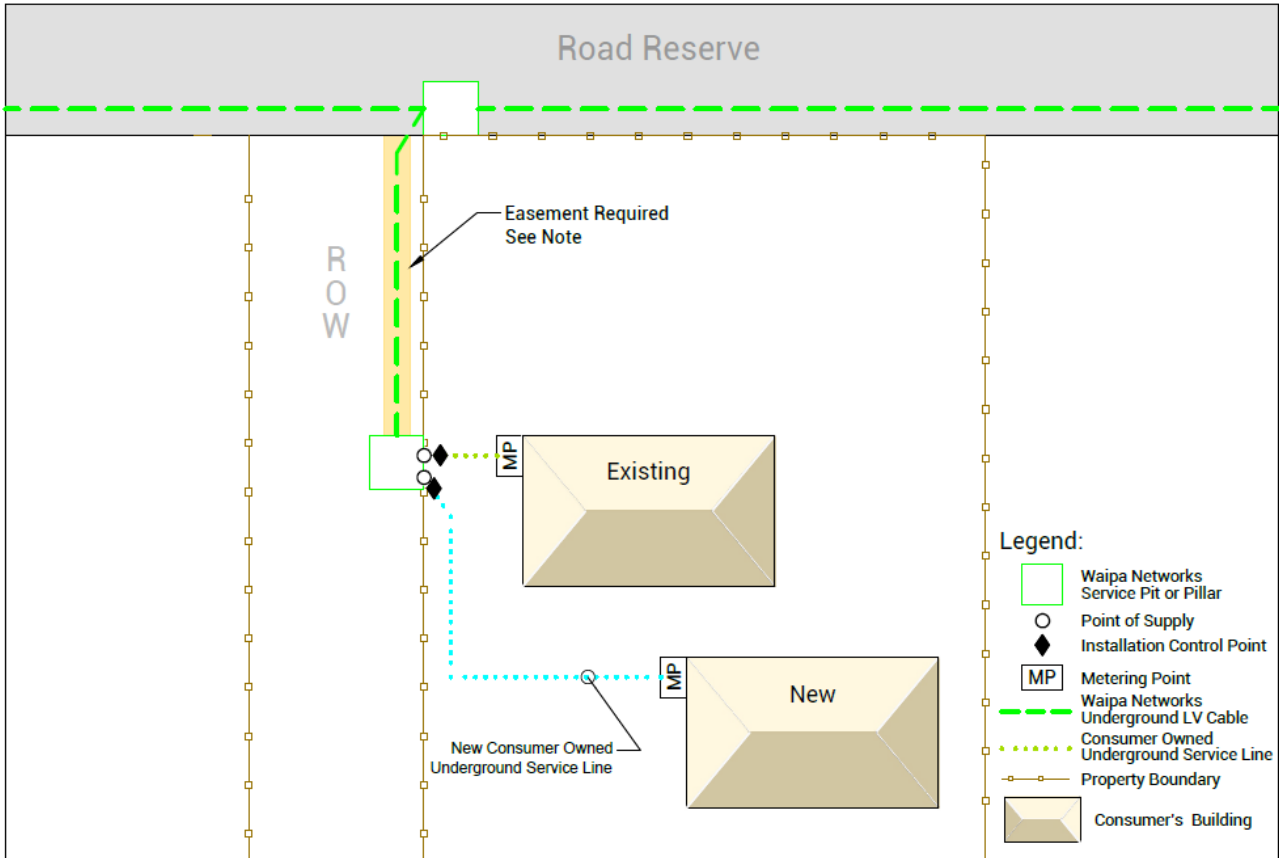 Road Reserve
Easement Required
See Note
R
O
W
MP
Existing
MP
New
New Consumer Owned
Underground Service Line
Legend:
Waipa Networks
Service Pit or Pillar
Point of Supply
Installation Control Point
MP
Metering Point
Waipa Networks
Underground LV Cable
Consumer Owned
Underground Service Line
Property Boundary
Consumer's Building